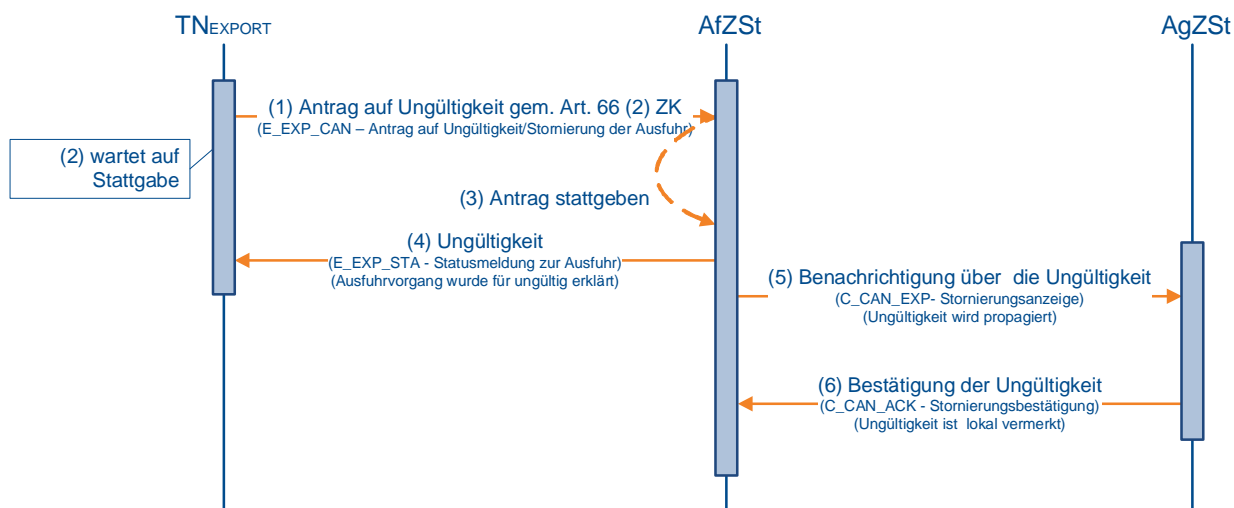 TNEXPORT
AfZSt
AgZSt
(1) Antrag auf Ungültigkeit gem. Art. 66 (2) ZK
(E_EXP_CAN – Antrag auf Ungültigkeit/Stornierung der Ausfuhr)
(2) wartet auf
Stattgabe
(3) Antrag stattgeben
(4) Ungültigkeit
(E_EXP_STA - Statusmeldung zur Ausfuhr)
(Ausfuhrvorgang wurde für ungültig erklärt)
(5) Benachrichtigung über die Ungültigkeit
(C_CAN_EXP- Stornierungsanzeige)
(Ungültigkeit wird propagiert)
(6) Bestätigung der Ungültigkeit
(C_CAN_ACK - Stornierungsbestätigung)
(Ungültigkeit ist lokal vermerkt)